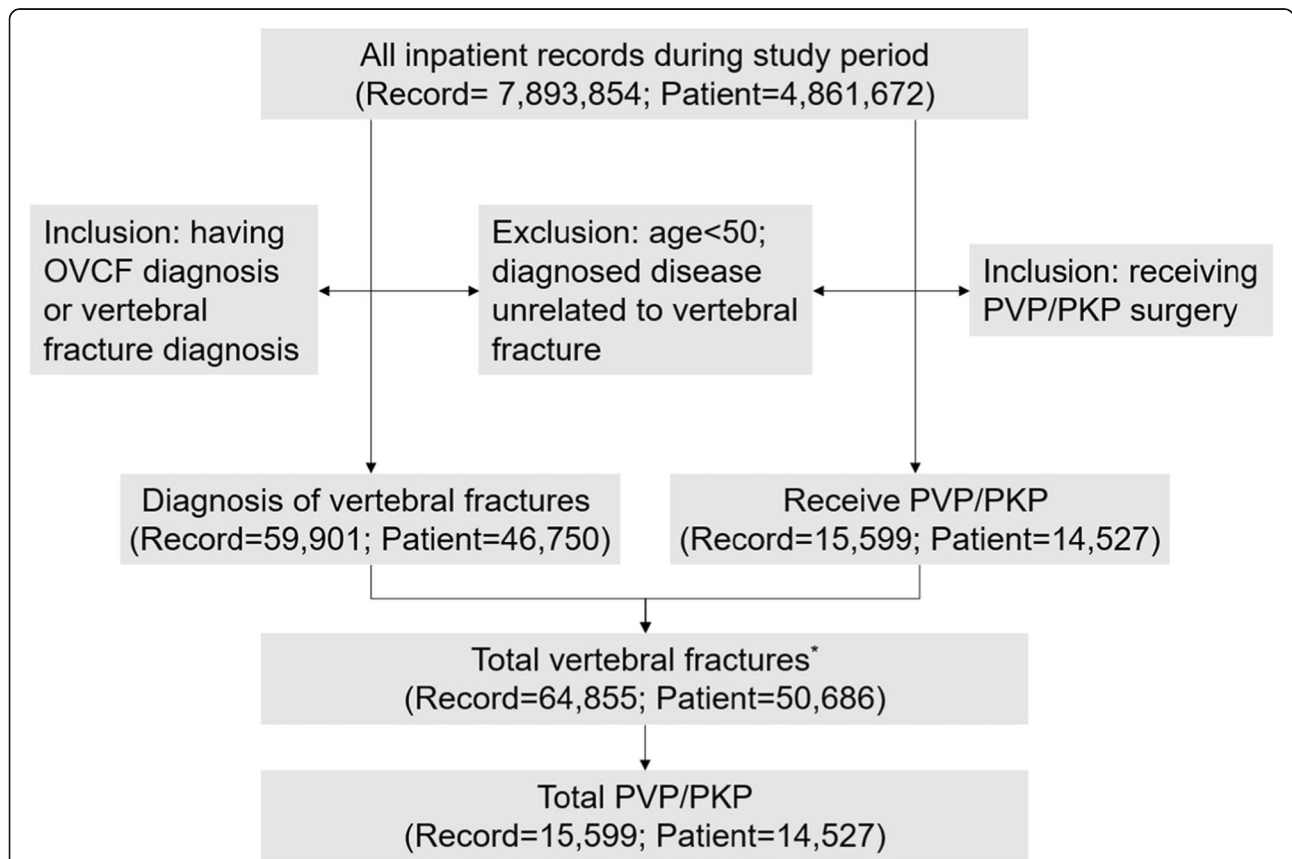 All inpatient records during study period
(Record= 7,893,854; Patient=4,861,672)
Inclusion: having
OVCF diagnosis
or vertebral
fracture diagnosis
Exclusion: age<50;
diagnosed disease
unrelated to vertebral
fracture
Inclusion: receiving
PVP/PKP surgery
Diagnosis of vertebral fractures
(Record=59,901; Patient=46,750)
Receive PVP/PKP
(Record=15,599; Patient=14,527)
Total vertebral fractures*
(Record=64,855; Patient=50,686)
Total PVP/PKP
(Record=15,599; Patient=14,527)